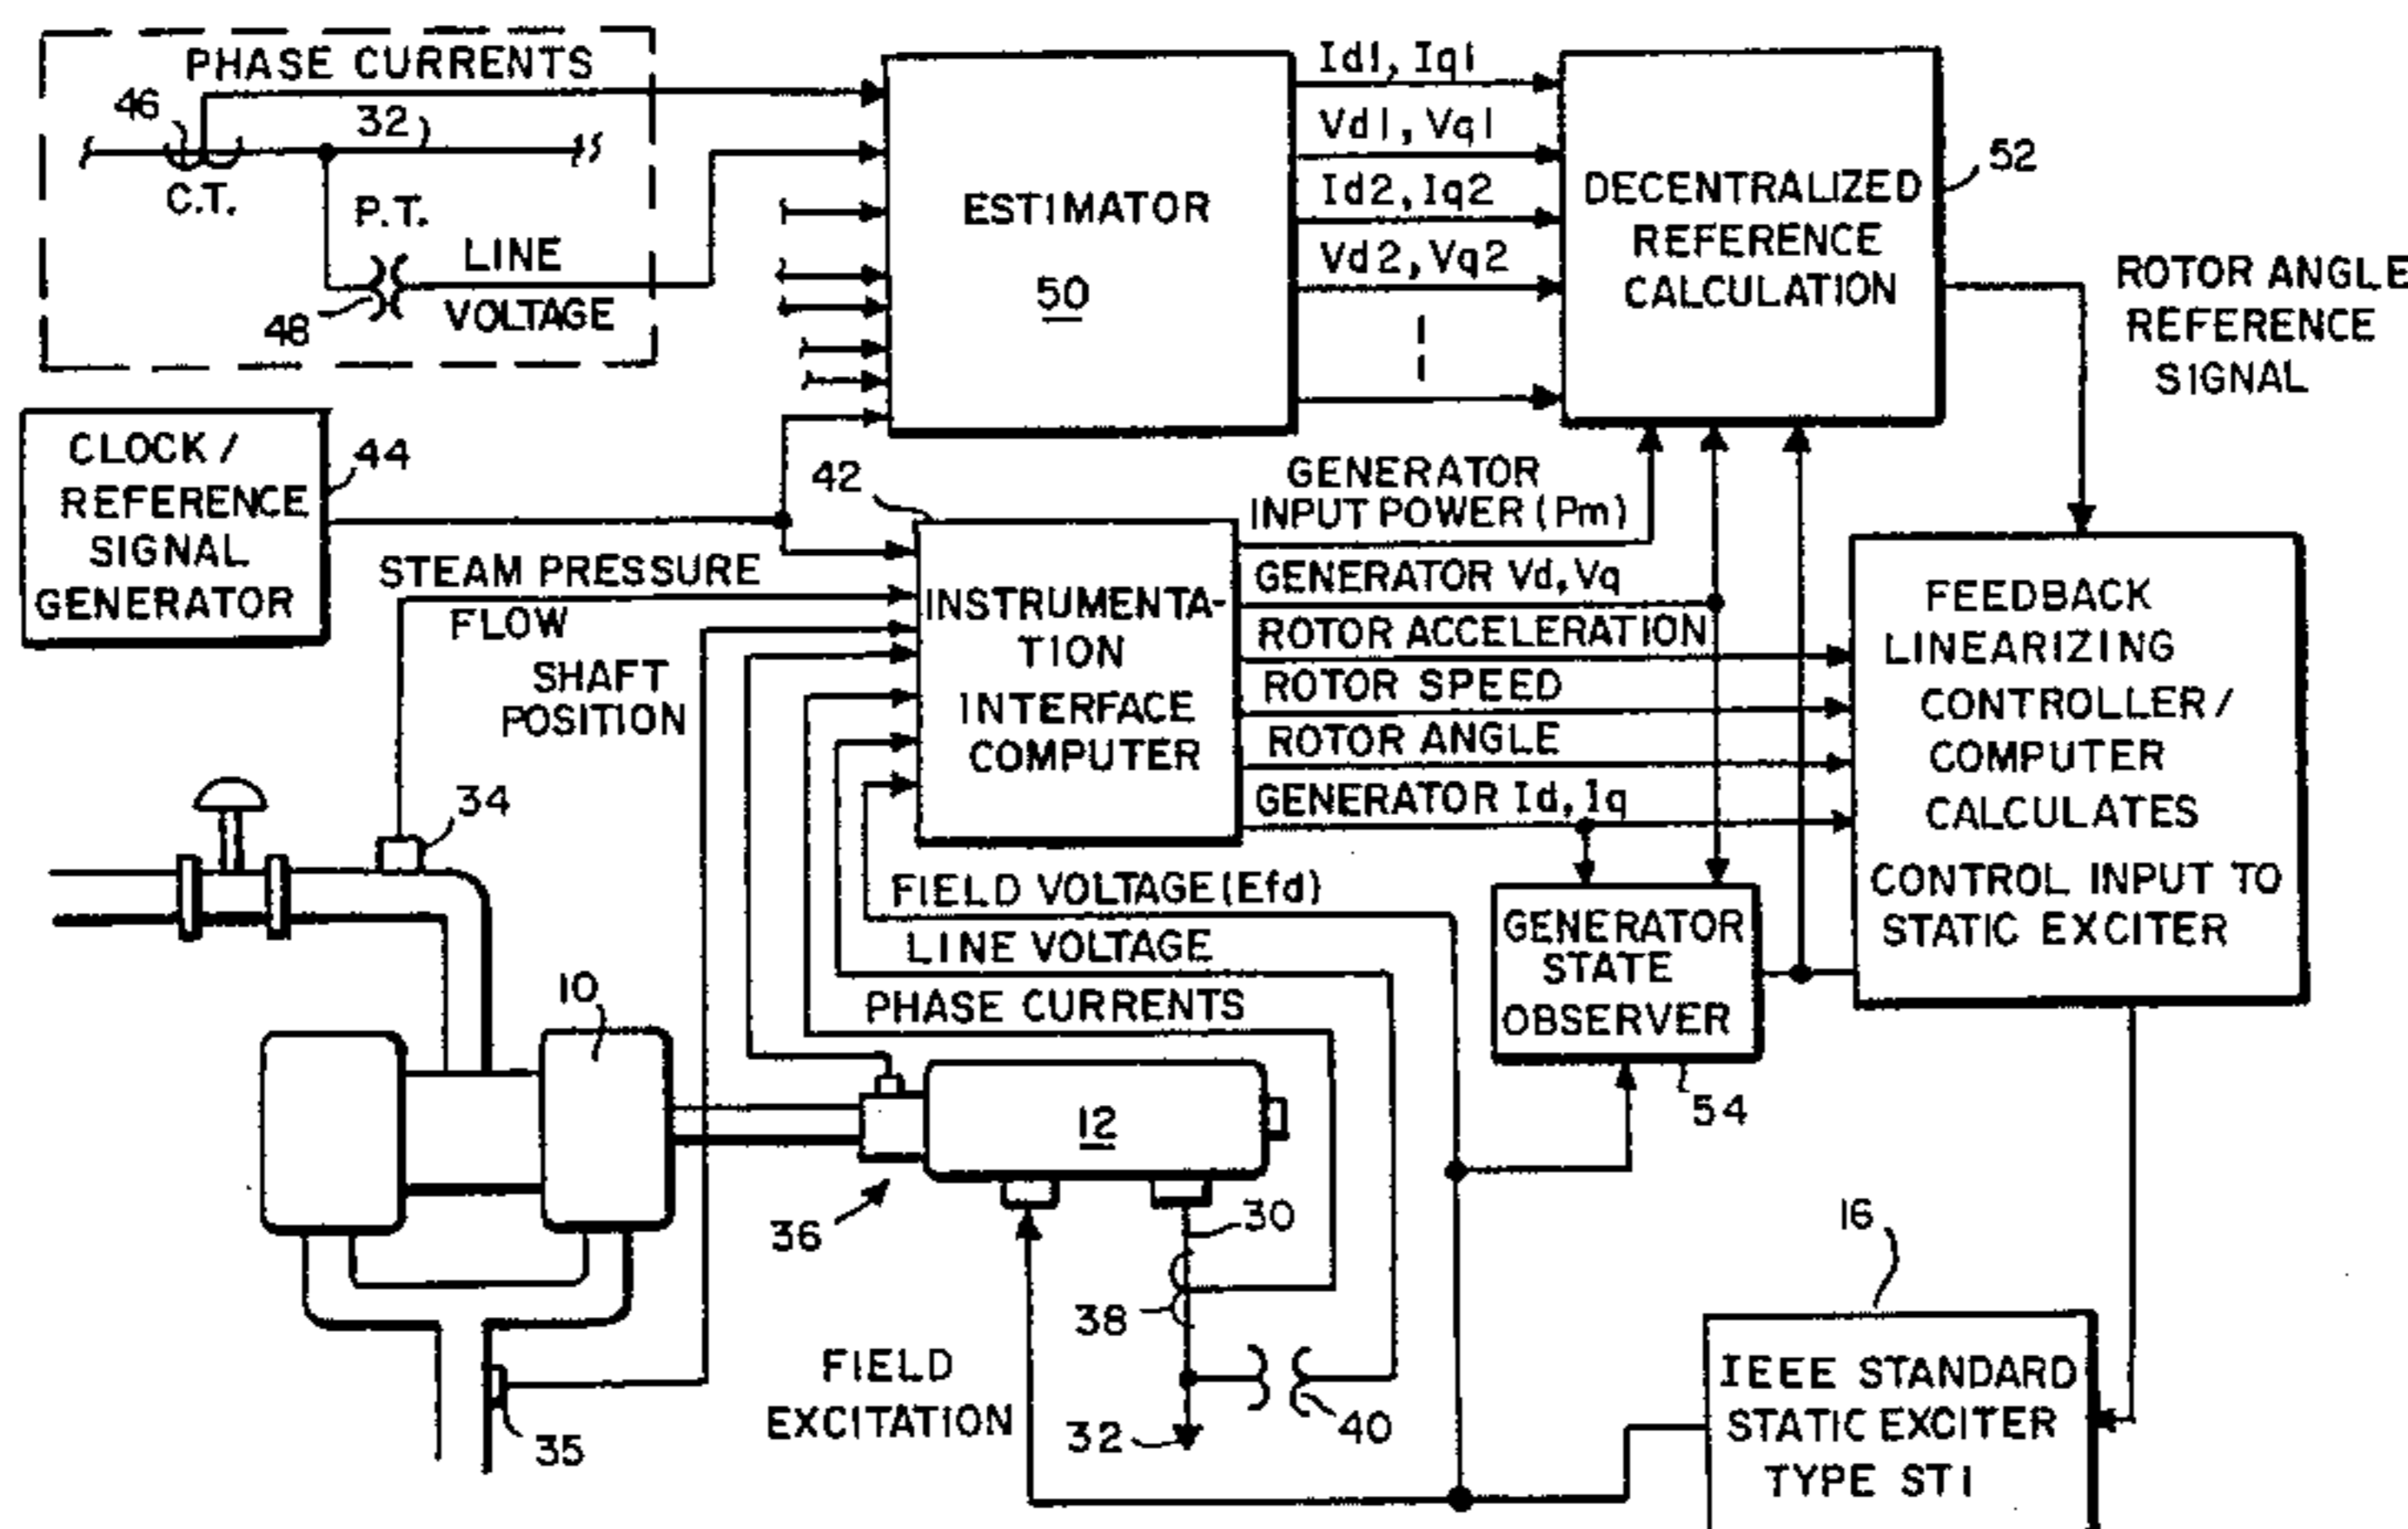 PHASE CURRENTS
46
32
C.T.
P.T.
LINE
VOLTAGE
48
ESTIMATOR
50
Id1, Iq1
Vd1, Vq1
Id2, Iq2
Vd2, Vq2
DECENTRALIZED
REFERENCE
CALCULATION
52
ROTOR ANGLE
REFERENCE
SIGNAL
CLOCK /
REFERENCE
SIGNAL
GENERATOR
44
42
GENERATOR
INPUT POWER (Pm)
STEAM PRESSURE
FLOW
SHAFT
POSITION
INSTRUMENTA-
TION
INTERFACE
COMPUTER
GENERATOR Vd, Vq
ROTOR ACCELERATION
ROTOR SPEED
ROTOR ANGLE
GENERATOR Id, Iq
FEEDBACK
LINEARIZING
CONTROLLER /
COMPUTER
CALCULATES
CONTROL INPUT TO
STATIC EXCITER
34
FIELD VOLTAGE (Efd)
LINE VOLTAGE
PHASE CURRENTS
GENERATOR
STATE
OBSERVER
54
10
12
36
30
38
16
FIELD
EXCITATION
32
40
35
IEEE STANDARD
STATIC EXCITER
TYPE ST1